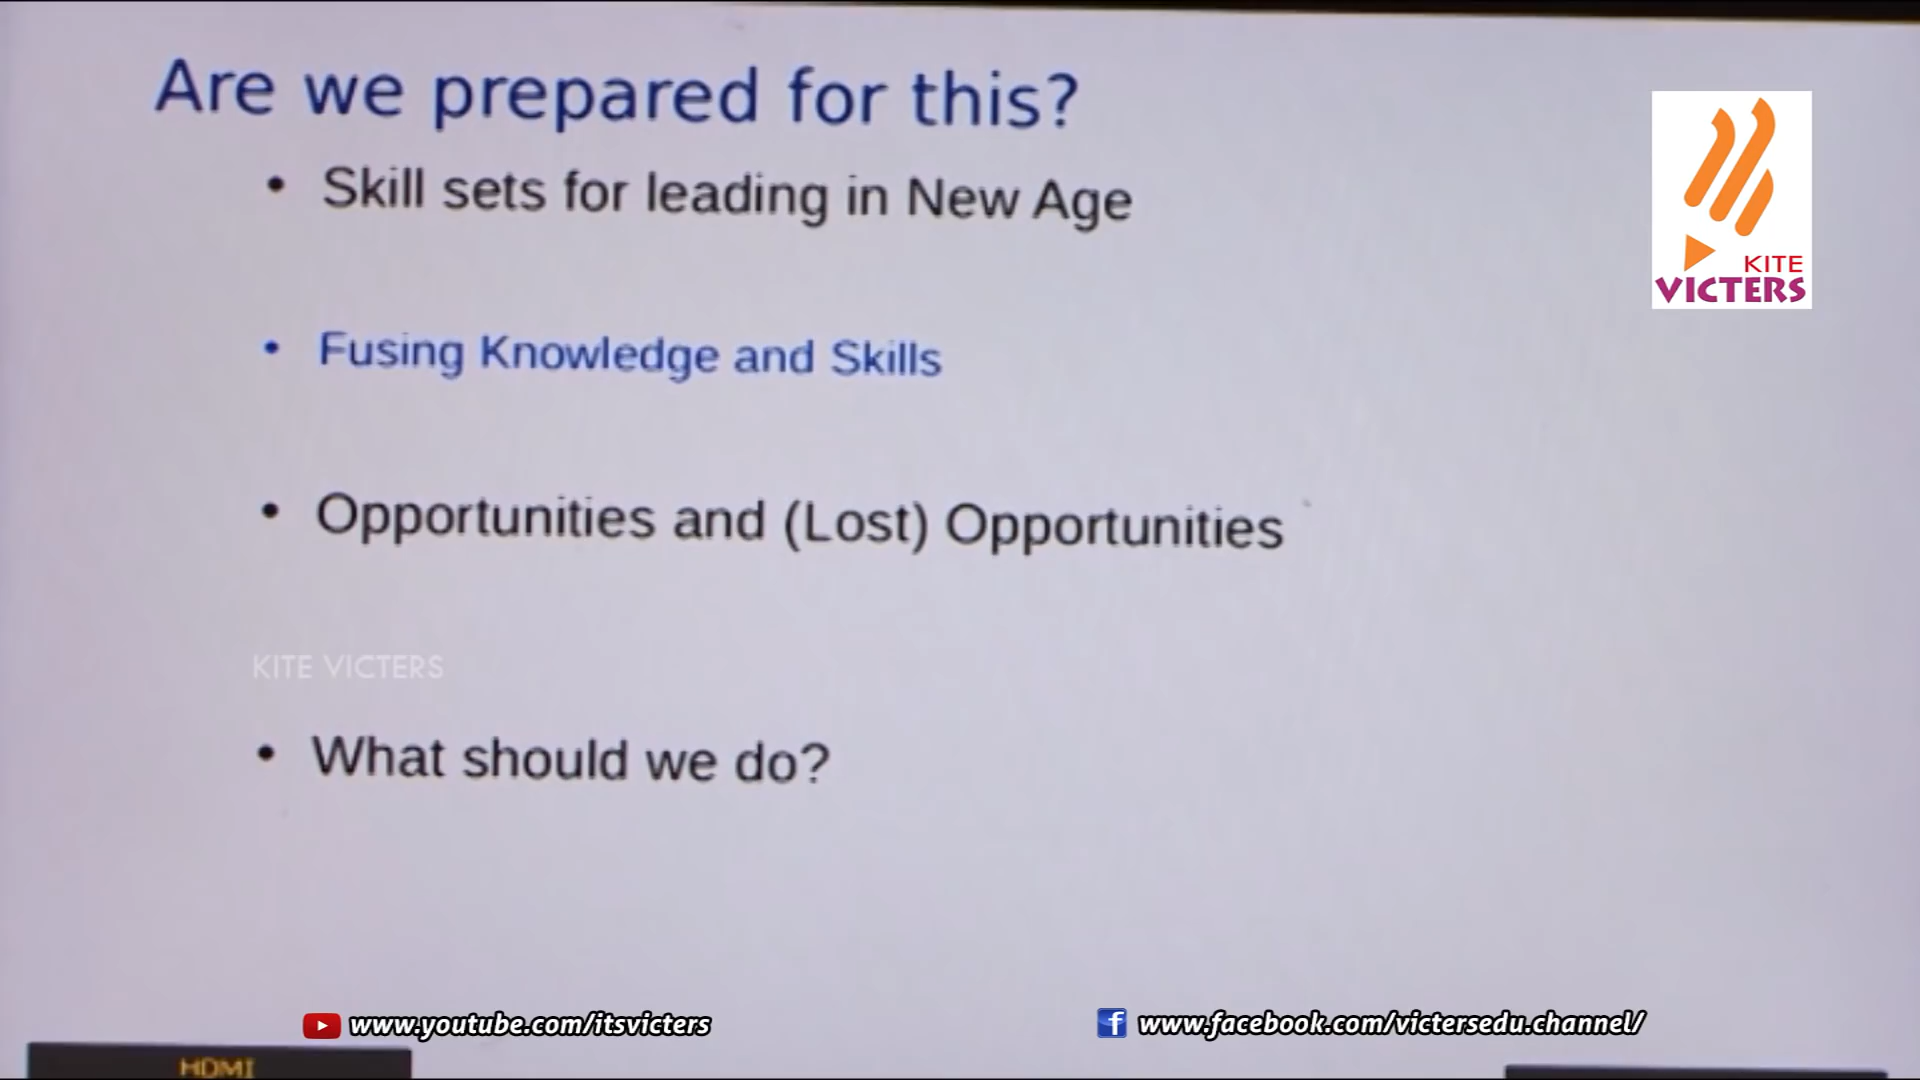 Are we prepared for this?
• Skill sets for leading in New Age
KITE
VICTERS
• Fusing Knowledge and Skills
• Opportunities and (Lost) Opportunities
KITE VICTERS
• What should we do?
www.youtube.com/itsvicters
www.facebook.com/victersedu.channel/
HDMI